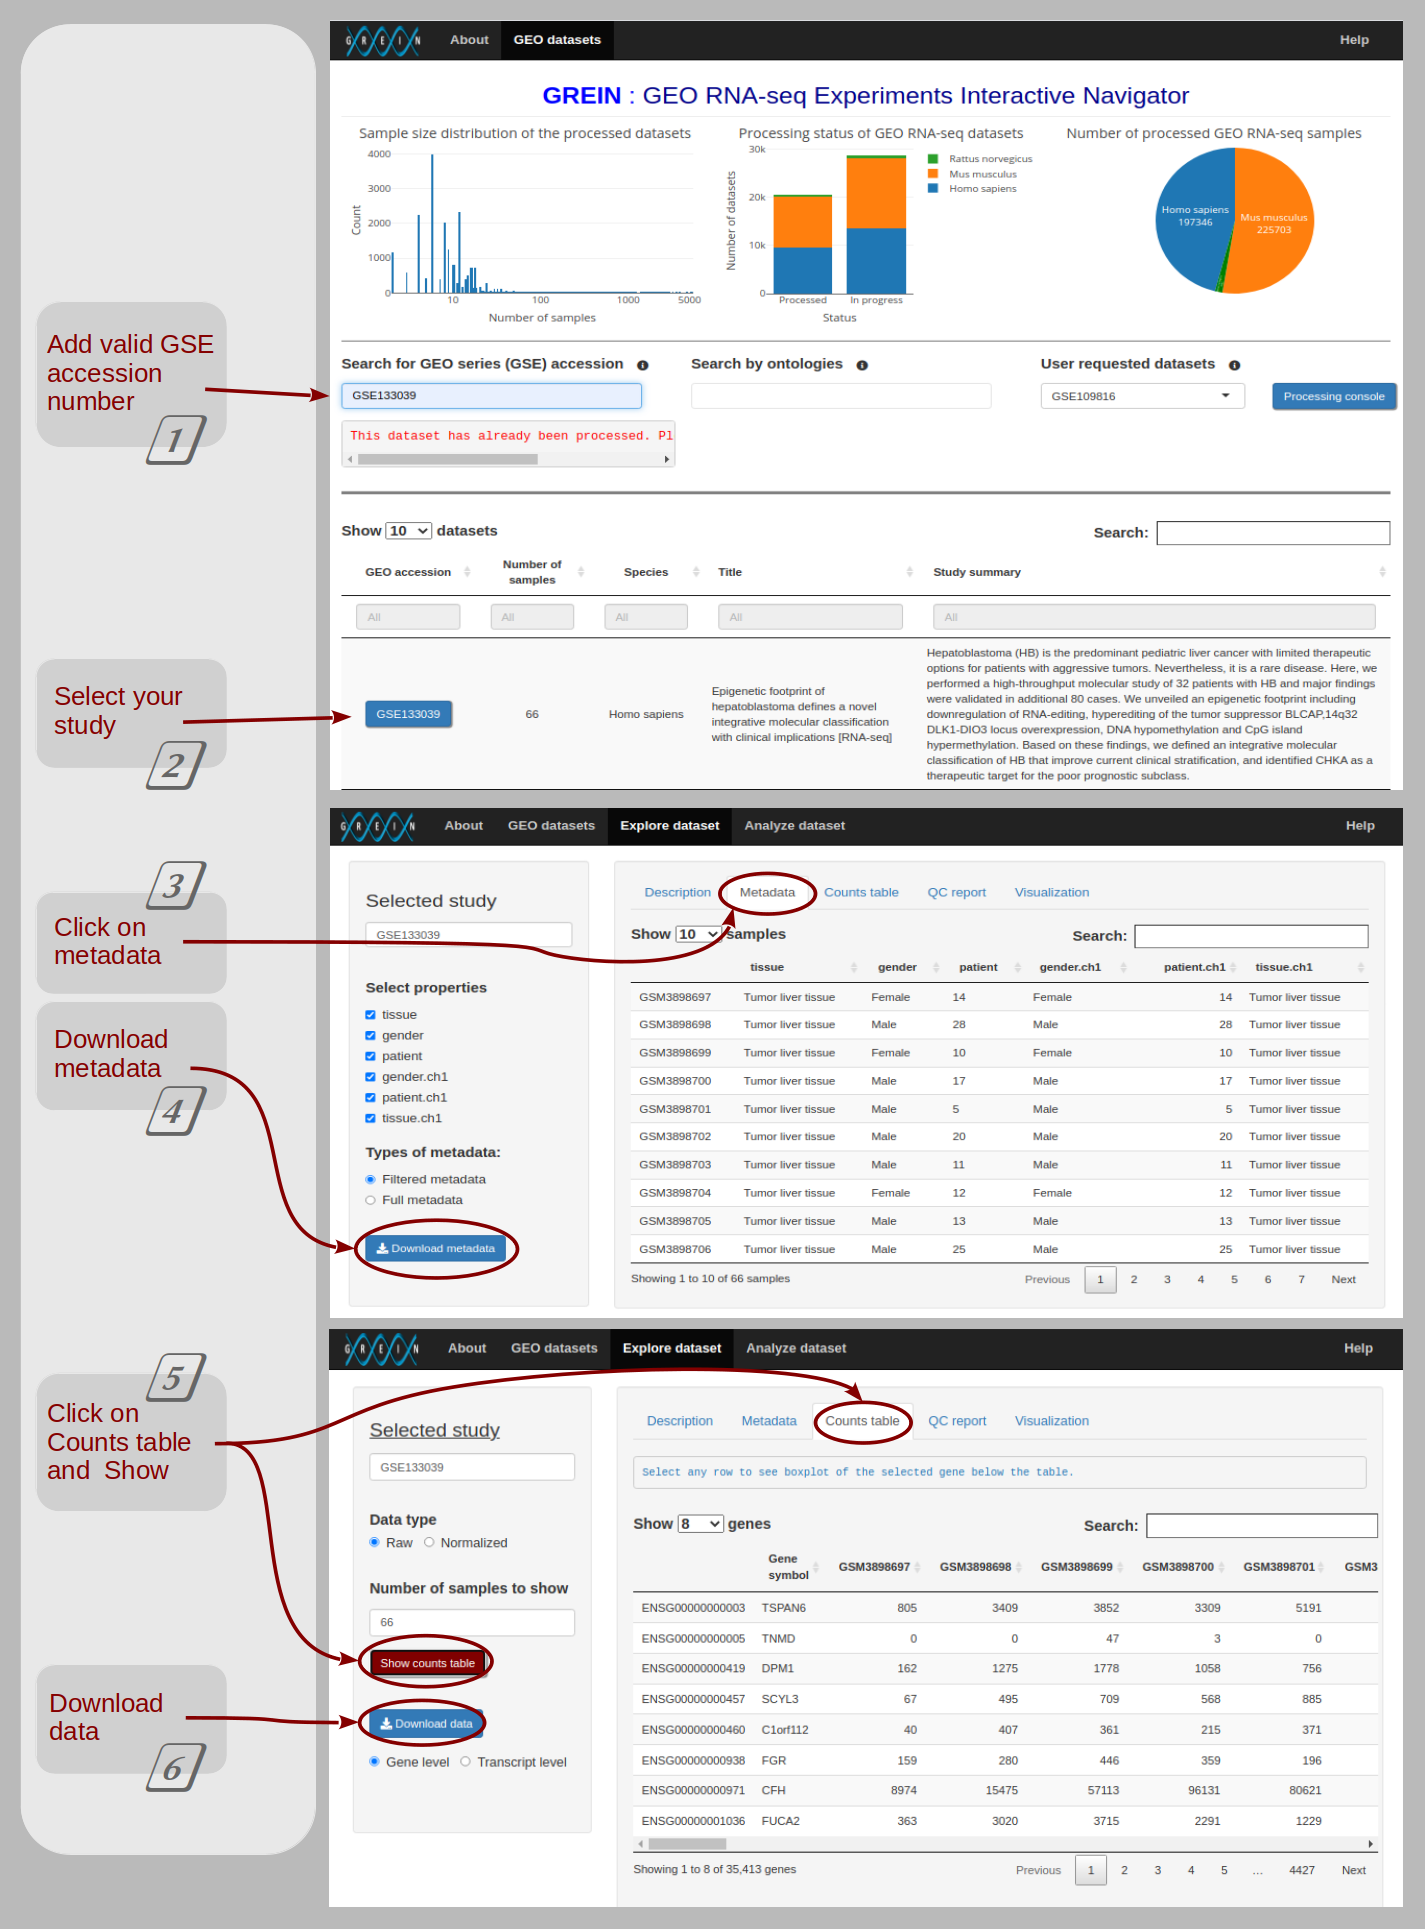 Add valid GSE
accession
number
1
Select your
study
2
3
Click on
metadata
Download
metadata
4
5
Click on
Counts table
and Show
Download
data
6
GREIN About GEO datasets Help
GREIN : GEO RNA-seq Experiments Interactive Navigator
Sample size distribution of the processed datasets
4000
3000
2000
1000
0
Count
10 100 1000 5000
Number of samples
Processing status of GEO RNA-seq datasets
30k
20k
10k
0
Number of datasets
Processed In progress
Status
Rattus norvegicus
Mus musculus
Homo sapiens
Number of processed GEO RNA-seq samples
Homo sapiens
197346
Mus musculus
225703
Search for GEO series (GSE) accession Search by ontologies User requested datasets
GSE133039 GSE109816 Processing console
This dataset has already been processed. Pl
Show 10 datasets Search:
GEO accession Number of samples Species Title Study summary
All All All All All
GSE133039 66 Homo sapiens
Epigenetic footprint of
hepatoblastoma defines a novel
integrative molecular classification
with clinical implications [RNA-seq]
Hepatoblastoma (HB) is the predominant pediatric liver cancer with limited therapeutic
options for patients with aggressive tumors. Nevertheless, it is a rare disease. Here, we
performed a high-throughput molecular study of 32 patients with HB and major findings
were validated in additional 80 cases. We unveiled an epigenetic footprint including
downregulation of RNA-editing, hyperediting of the tumor suppressor BLCAP,14q32
DLK1-DIO3 locus overexpression, DNA hypomethylation and CpG island
hypermethylation. Based on these findings, we defined an integrative molecular
classification of HB that improve current clinical stratification, and identified CHKA as a
therapeutic target for the poor prognostic subclass.
GREIN About GEO datasets Explore dataset Analyze dataset Help
Selected study
GSE133039
Select properties
tissue
gender
patient
gender.ch1
patient.ch1
tissue.ch1
Types of metadata:
Filtered metadata
Full metadata
Download metadata
Description Metadata Counts table QC report Visualization
Show 10 samples Search:
tissue gender patient gender.ch1 patient.ch1 tissue.ch1
GSM3898697 Tumor liver tissue Female 14 Female 14 Tumor liver tissue
GSM3898698 Tumor liver tissue Male 28 Male 28 Tumor liver tissue
GSM3898699 Tumor liver tissue Female 10 Female 10 Tumor liver tissue
GSM3898700 Tumor liver tissue Male 17 Male 17 Tumor liver tissue
GSM3898701 Tumor liver tissue Male 5 Male 5 Tumor liver tissue
GSM3898702 Tumor liver tissue Male 20 Male 20 Tumor liver tissue
GSM3898703 Tumor liver tissue Male 11 Male 11 Tumor liver tissue
GSM3898704 Tumor liver tissue Female 12 Female 12 Tumor liver tissue
GSM3898705 Tumor liver tissue Male 13 Male 13 Tumor liver tissue
GSM3898706 Tumor liver tissue Male 25 Male 25 Tumor liver tissue
Showing 1 to 10 of 66 samples Previous 1 2 3 4 5 6 7 Next
GREIN About GEO datasets Explore dataset Analyze dataset Help
Selected study
GSE133039
Data type
Raw Normalized
Number of samples to show
66
Show counts table
Download data
Gene level Transcript level
Description Metadata Counts table QC report Visualization
Select any row to see boxplot of the selected gene below the table.
Show 8 genes Search:
Gene symbol GSM3898697 GSM3898698 GSM3898699 GSM3898700 GSM3898701 GSM3
ENSG00000000003 TSPAN6 805 3409 3852 3309 5191
ENSG00000000005 TNMD 0 0 47 3 0
ENSG00000000419 DPM1 162 1275 1778 1058 756
ENSG00000000457 SCYL3 67 495 709 568 885
ENSG00000000460 C1orf112 40 407 361 215 371
ENSG00000000938 FGR 159 280 446 359 196
ENSG00000000971 CFH 8974 15475 57113 96131 80621
ENSG00000001036 FUCA2 363 3020 3715 2291 1229
Showing 1 to 8 of 35,413 genes Previous 1 2 3 4 5 … 4427 Next